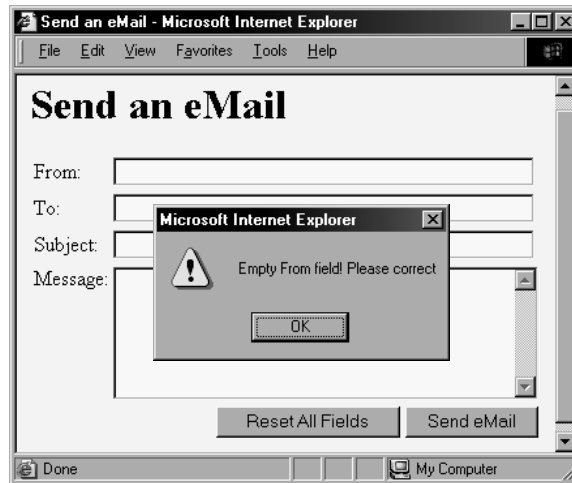 Send an eMail - Microsoft Internet Explorer
File Edit View Favorites Tools Help
Send an eMail
From:
To:
Microsoft Internet Explorer
Subject:
Empty From field! Please correct
Message:
OK
Reset All Fields Send eMail
Done My Computer